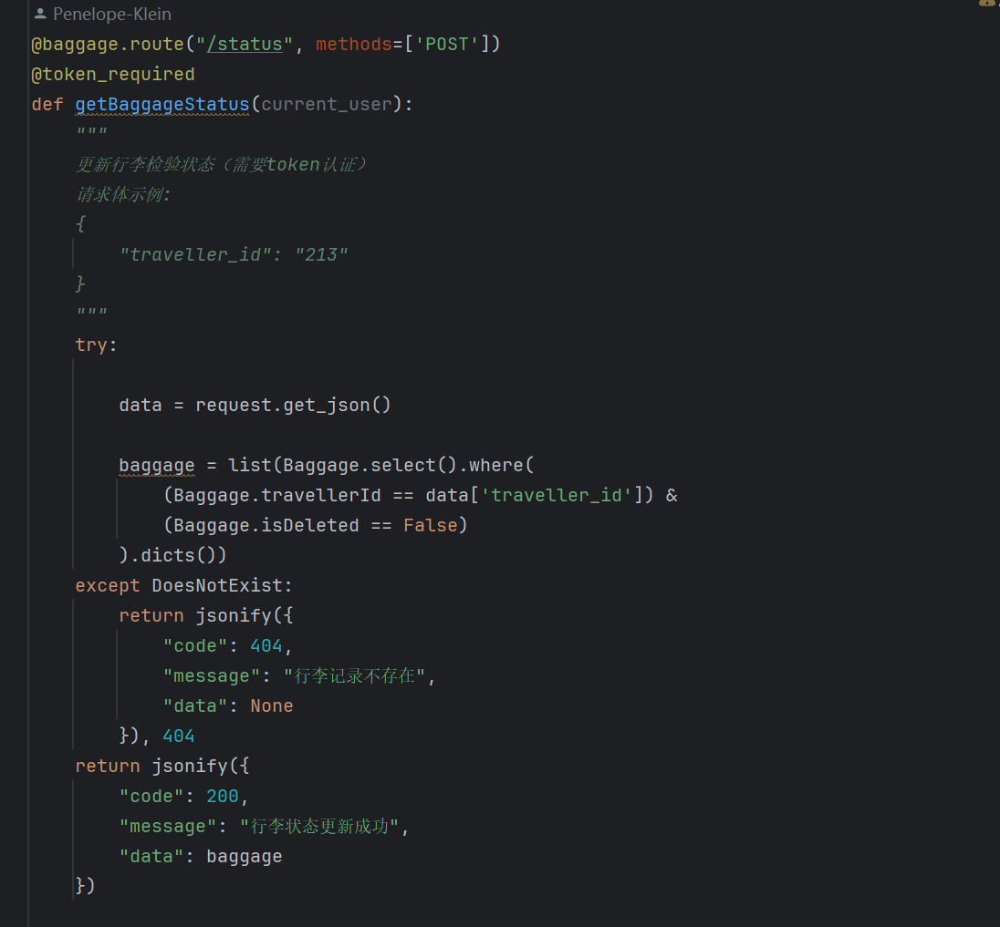 Penelope-Klein
@baggage.route("/status", methods=['POST'])
@token_required
def getBaggageStatus(current_user):
    """
    更新行李检验状态（需要token认证）
    请求体示例:
    {
        "traveller_id": "213"
    }
    """
    try:
        data = request.get_json()
        baggage = list(Baggage.select().where(
            (Baggage.travellerId == data['traveller_id']) &
            (Baggage.isDeleted == False)
        ).dicts())
    except DoesNotExist:
        return jsonify({
            "code": 404,
            "message": "行李记录不存在",
            "data": None
        }), 404
    return jsonify({
        "code": 200,
        "message": "行李状态更新成功",
        "data": baggage
    })